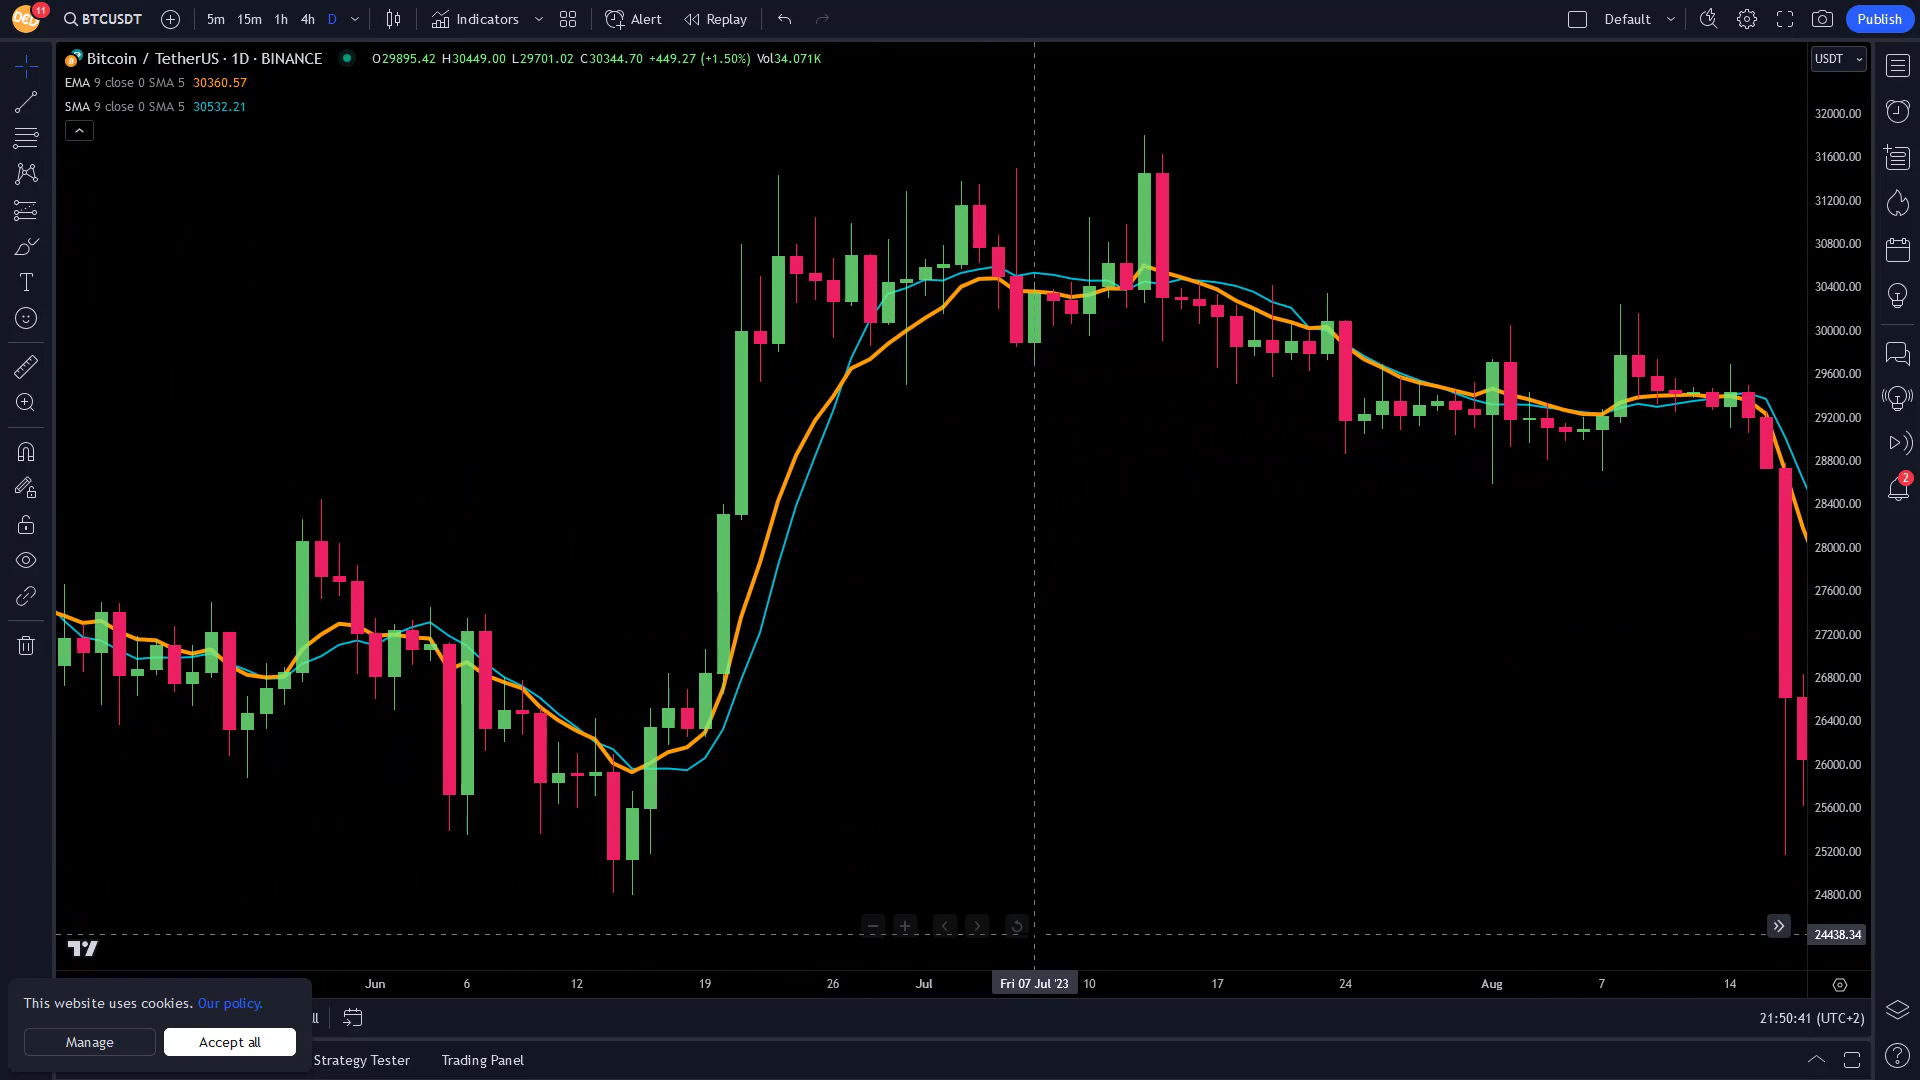 11
BTCUSDT
5m 15m 1h 4h D
Indicators
Alert
Replay
Default
Publish
Bitcoin / TetherUS · 1D · BINANCE O29895.42 H30449.00 L29701.02 C30344.70 +449.27 (+1.50%) Vol34.071K
USDT
EMA 9 close 0 SMA 5 30360.57
SMA 9 close 0 SMA 5 30532.21
32000.00
31600.00
31200.00
30800.00
30400.00
30000.00
29600.00
29200.00
28800.00
28400.00
28000.00
27600.00
27200.00
26800.00
26400.00
26000.00
25600.00
25200.00
24800.00
24438.34
2
Jun 6 12 19 26 Jul Fri 07 Jul '23 10 17 24 Aug 7 14
This website uses cookies. Our policy.
Manage
Accept all
ll
21:50:41 (UTC+2)
Strategy Tester
Trading Panel